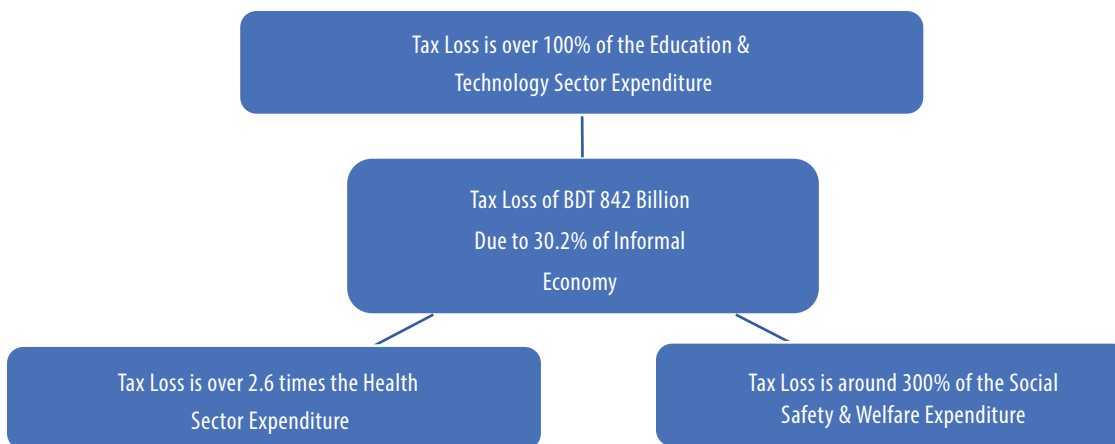 Tax Loss is over 100% of the Education &
Technology Sector Expenditure
Tax Loss of BDT 842 Billion
Due to 30.2% of Informal
Economy
Tax Loss is over 2.6 times the Health
Sector Expenditure
Tax Loss is around 300% of the Social
Safety & Welfare Expenditure